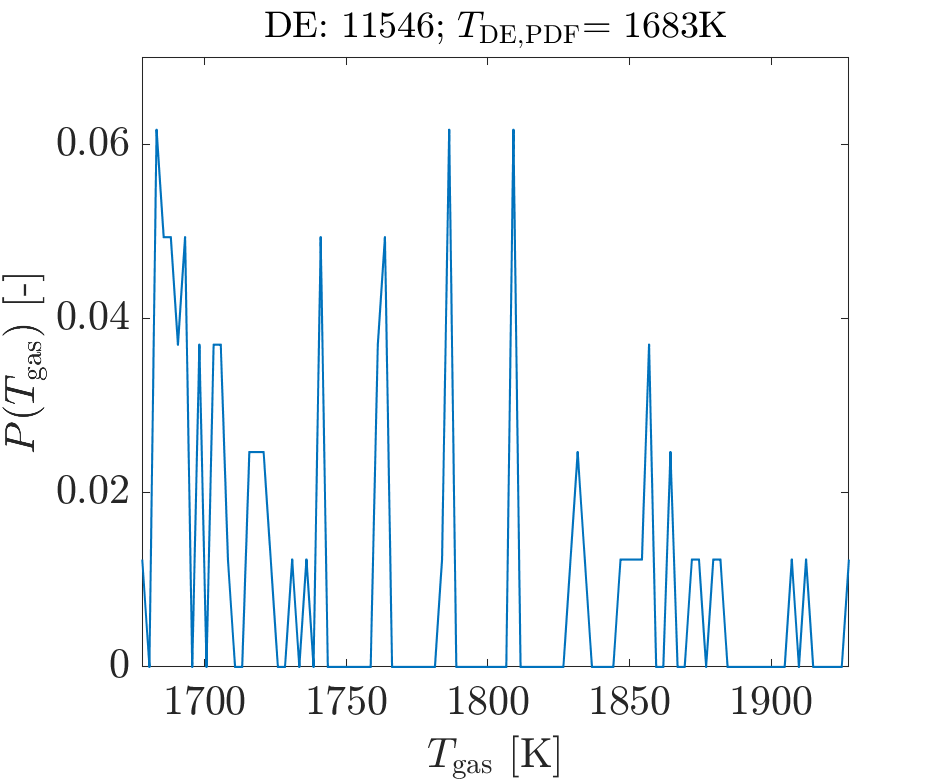 DE: 11546; T_DE,PDF= 1683K
0.06
0.04
0.02
0
P(T_gas) [-]
1700 1750 1800 1850 1900
T_gas [K]